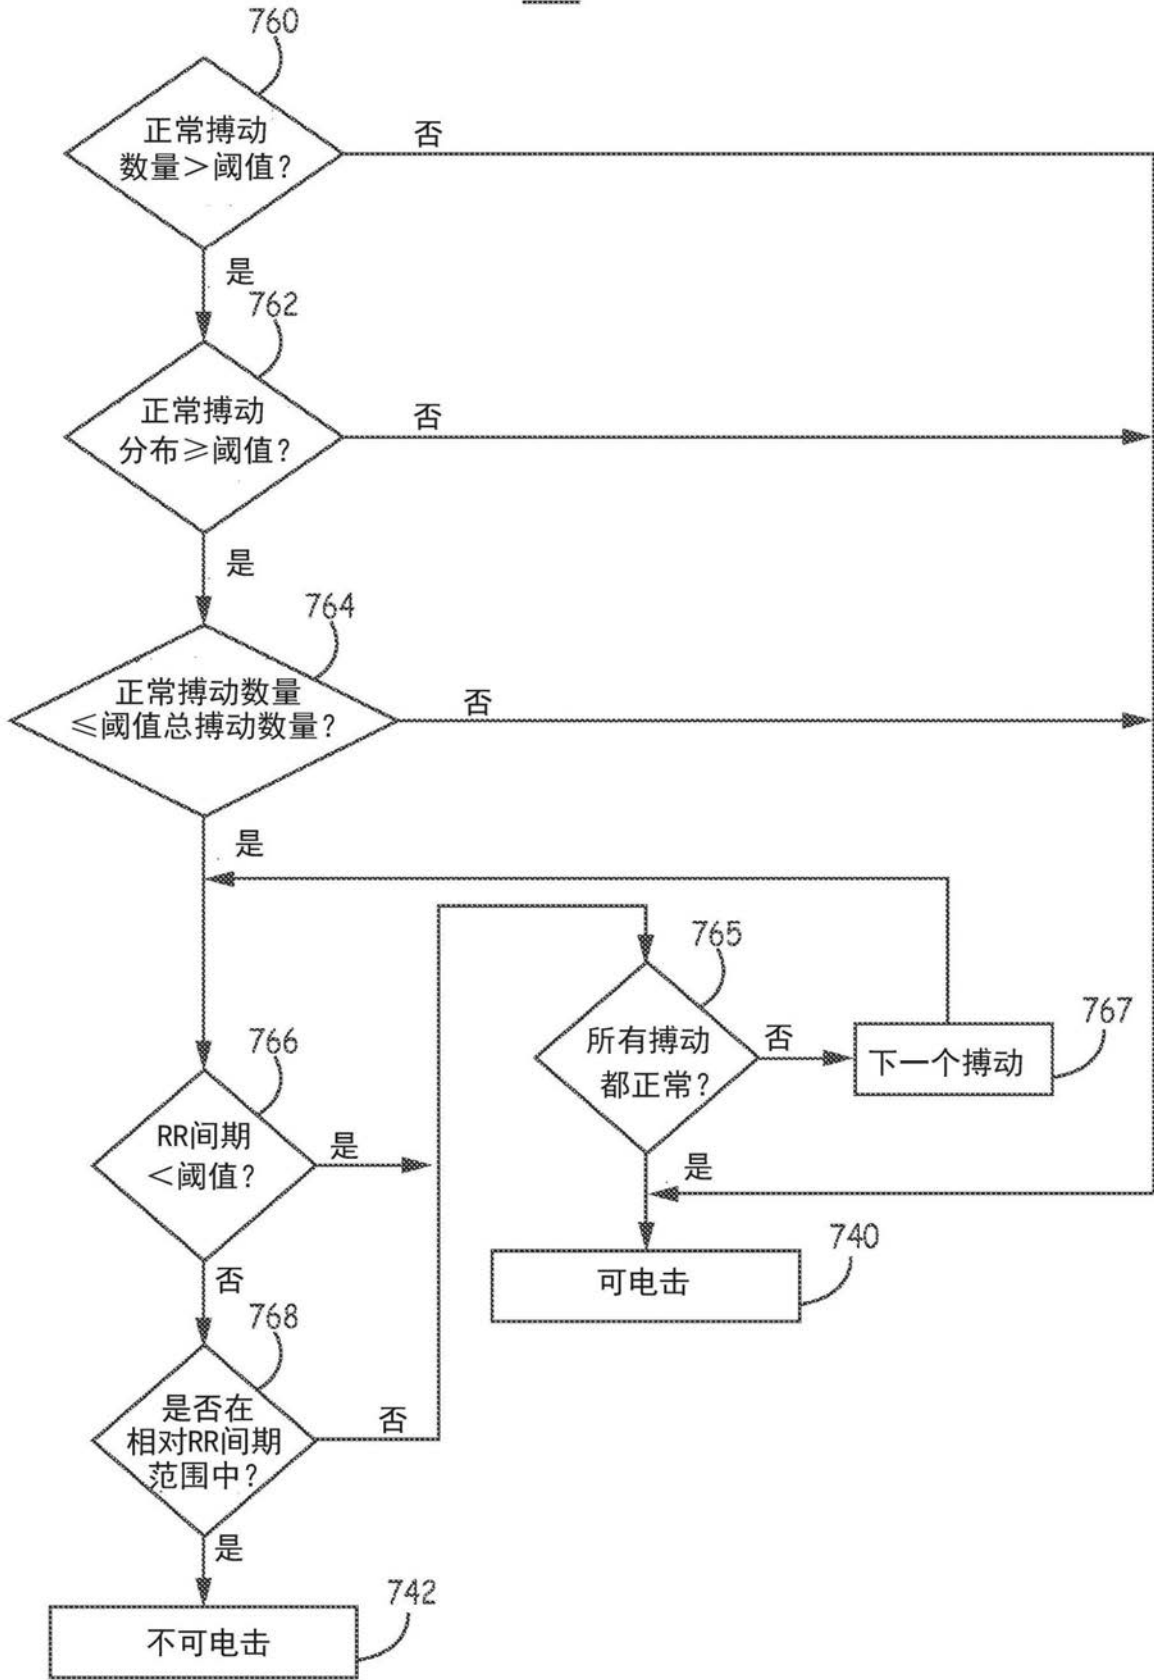 760
正常搏动
数量>阈值?
否
是
762
正常搏动
分布≥阈值?
否
是
764
正常搏动数量
≤阈值总搏动数量?
否
是
765
所有搏动
都正常?
否
767
下一个搏动
766
RR间期
<阈值?
是
是
740
可电击
否
768
是否在
相对RR间期
范围中?
否
是
742
不可电击